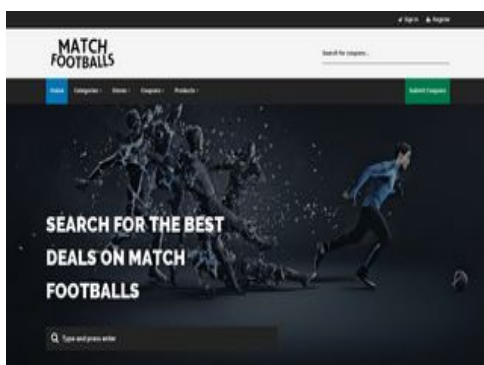 Sign In Register
MATCH
FOOTBALLS
Search for coupons...
Home Categories Stores Coupons Products
Submit Coupon
SEARCH FOR THE BEST
DEALS ON MATCH
FOOTBALLS
Type and press enter